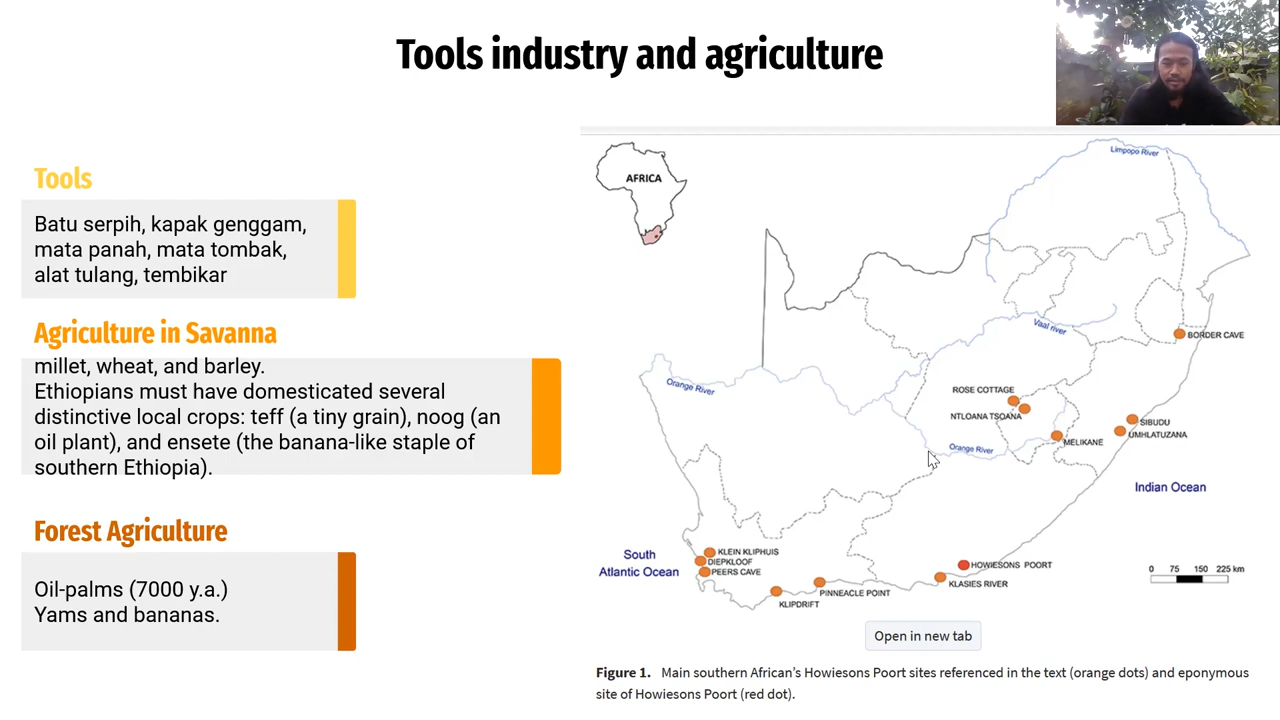 Tools industry and agriculture
Tools
Batu serpih, kapak genggam,
mata panah, mata tombak,
alat tulang, tembikar
Agriculture in Savanna
millet, wheat, and barley.
Ethiopians must have domesticated several
distinctive local crops: teff (a tiny grain), noog (an
oil plant), and ensete (the banana-like staple of
southern Ethiopia).
Forest Agriculture
Oil-palms (7000 y.a.)
Yams and bananas.
AFRICA
Limpopo River
Vaal river
BORDER CAVE
Orange River
ROSE COTTAGE
NTLOANA TSOANA
SIBUDU
UMHLATUZANA
MELIKANE
Orange River
Indian Ocean
South
Atlantic Ocean
KLEIN KLIPHUIS
DIEPKLOOF
PEERS CAVE
HOWIESONS POORT
KLASIES RIVER
PINNEACLE POINT
KLIPDRIFT
0 75 150 225 km
Open in new tab
Figure 1. Main southern African's Howiesons Poort sites referenced in the text (orange dots) and eponymous
site of Howiesons Poort (red dot).